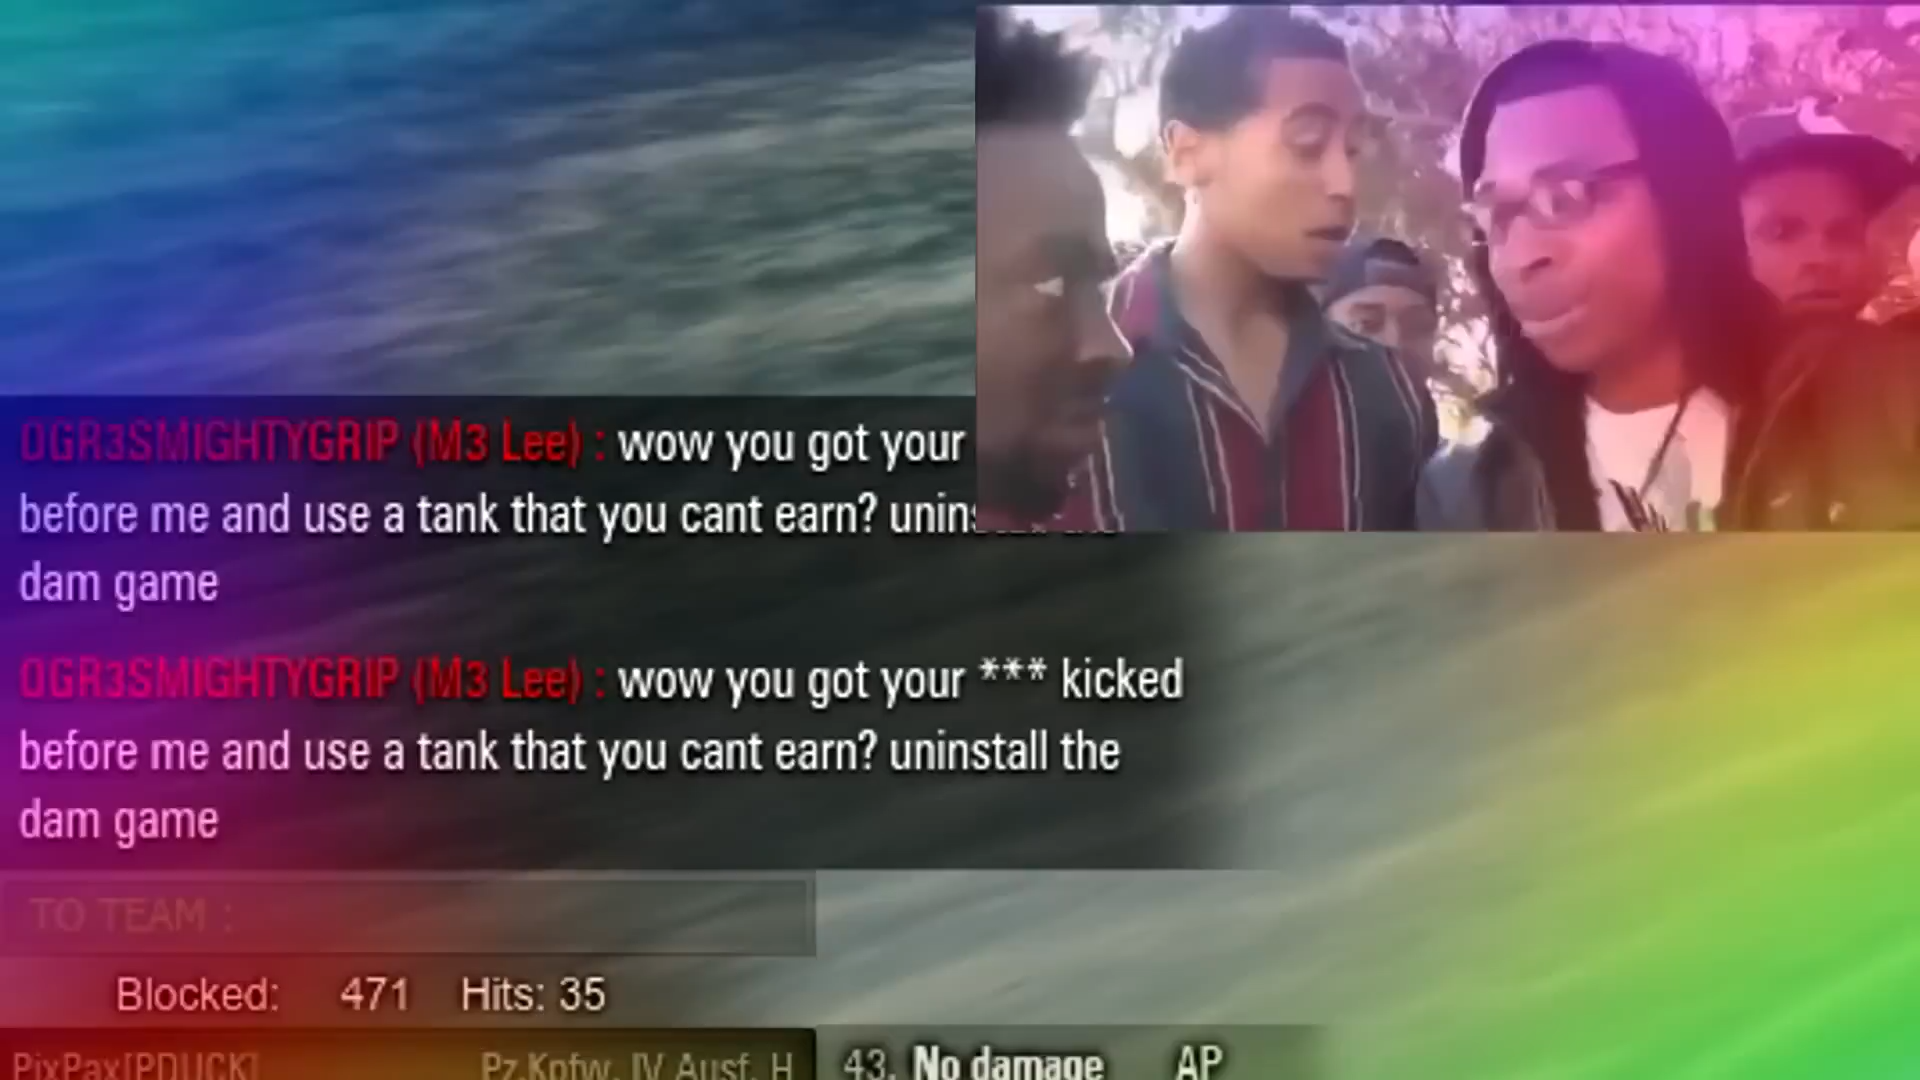 OGR3SMIGHTYGRIP (M3 Lee) : wow you got your
before me and use a tank that you cant earn? unins
dam game
OGR3SMIGHTYGRIP (M3 Lee) : wow you got your *** kicked
before me and use a tank that you cant earn? uninstall the
dam game
TO TEAM :
Blocked: 471 Hits: 35
PixPax[PDUCK] Pz.Kpfw. IV Ausf. H 43. No damage AP